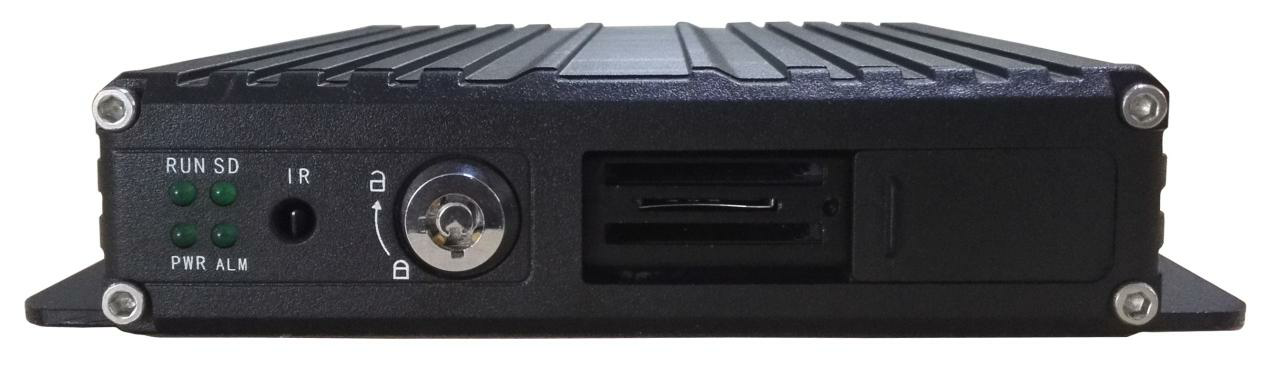 RUN SD
IR
PWR ALM